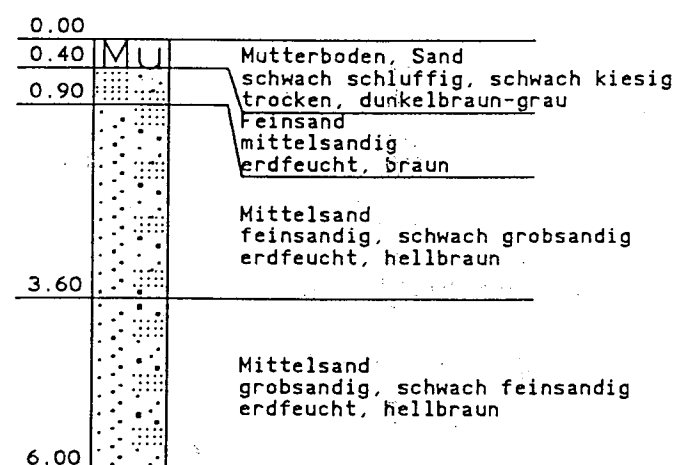 0.00
0.40 Mu Mutterboden, Sand
schwach schluffig, schwach kiesig
0.90 trocken, dunkelbraun-grau
Feinsand
mittelsandig
erdfeucht, braun
Mittelsand
feinsandig, schwach grobsandig
erdfeucht, hellbraun
3.60
Mittelsand
grobsandig, schwach feinsandig
erdfeucht, hellbraun
6.00